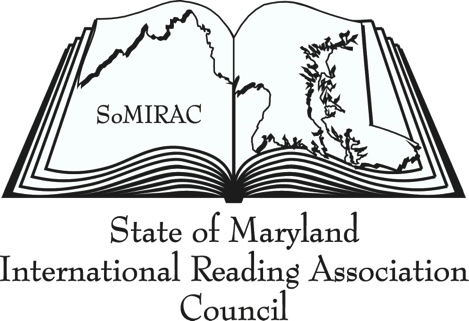 SoMIRAC
State of Maryland
International Reading Association
Council